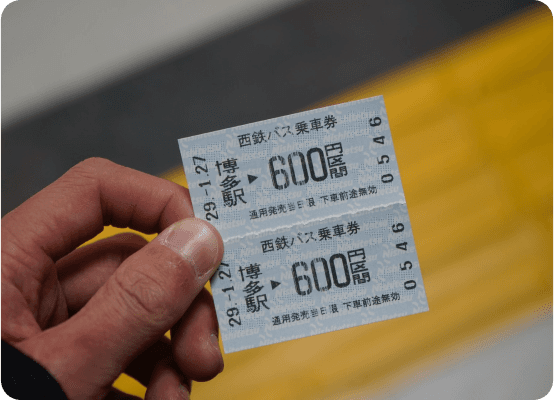 西鉄バス乗車券
29.-1.27
博多駅 ▶ 600円区間
0546
通用発売当日限 下車前途無効
西鉄バス乗車券
29.-1.27
博多駅 ▶ 600円区間
0546
通用発売当日限 下車前途無効